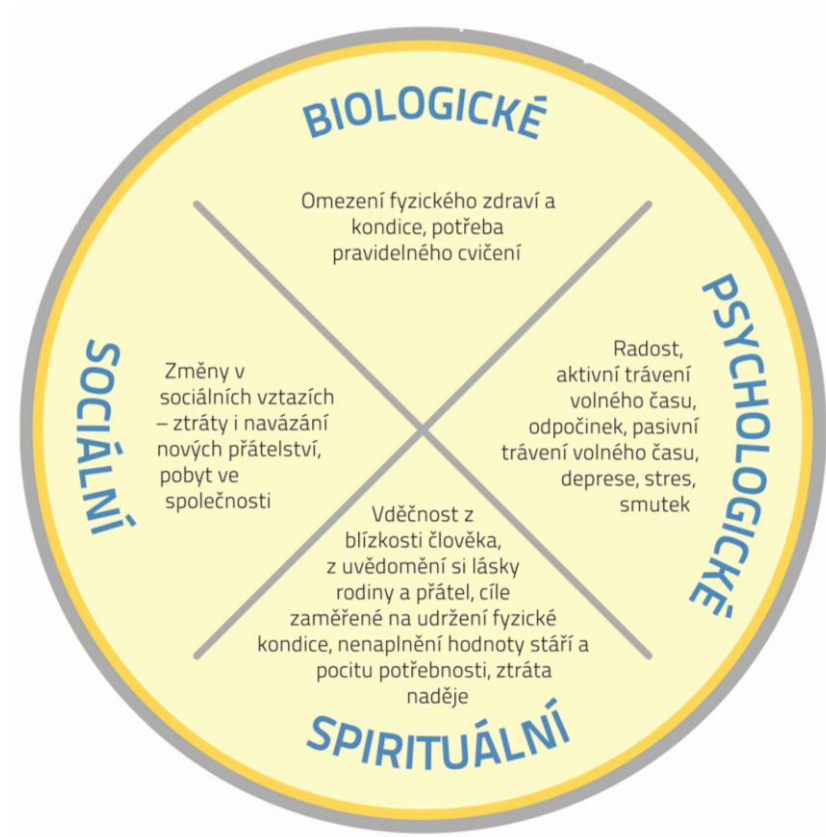 BIOLOGICKÉ
Omezení fyzického zdraví a
kondice, potřeba
pravidelného cvičení
PSYCHOLOGICKÉ
Radost,
aktivní trávení
volného času,
odpočinek, pasivní
trávení volného času,
deprese, stres,
smutek
SOCIÁLNÍ
Změny v
sociálních vztazích
– ztráty i navázání
nových přátelství,
pobyt ve
společnosti
Vděčnost z
blízkosti člověka,
z uvědomění si lásky
rodiny a přátel, cíle
zaměřené na udržení fyzické
kondice, nenaplnění hodnoty stáří a
pocitu potřebnosti, ztráta
naděje
SPIRITUÁLNÍ